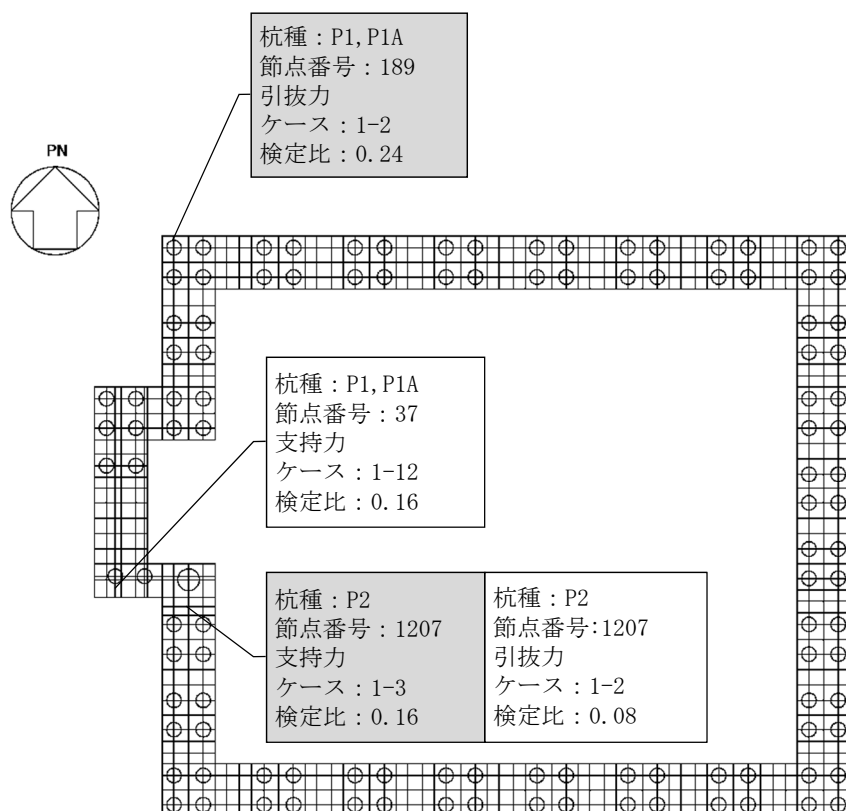 杭種：P1,P1A
節点番号：189
引抜力
ケース：1-2
検定比：0.24
PN
杭種：P1,P1A
節点番号：37
支持力
ケース：1-12
検定比：0.16
杭種：P2
節点番号：1207
支持力
ケース：1-3
検定比：0.16
杭種：P2
節点番号:1207
引抜力
ケース：1-2
検定比：0.08